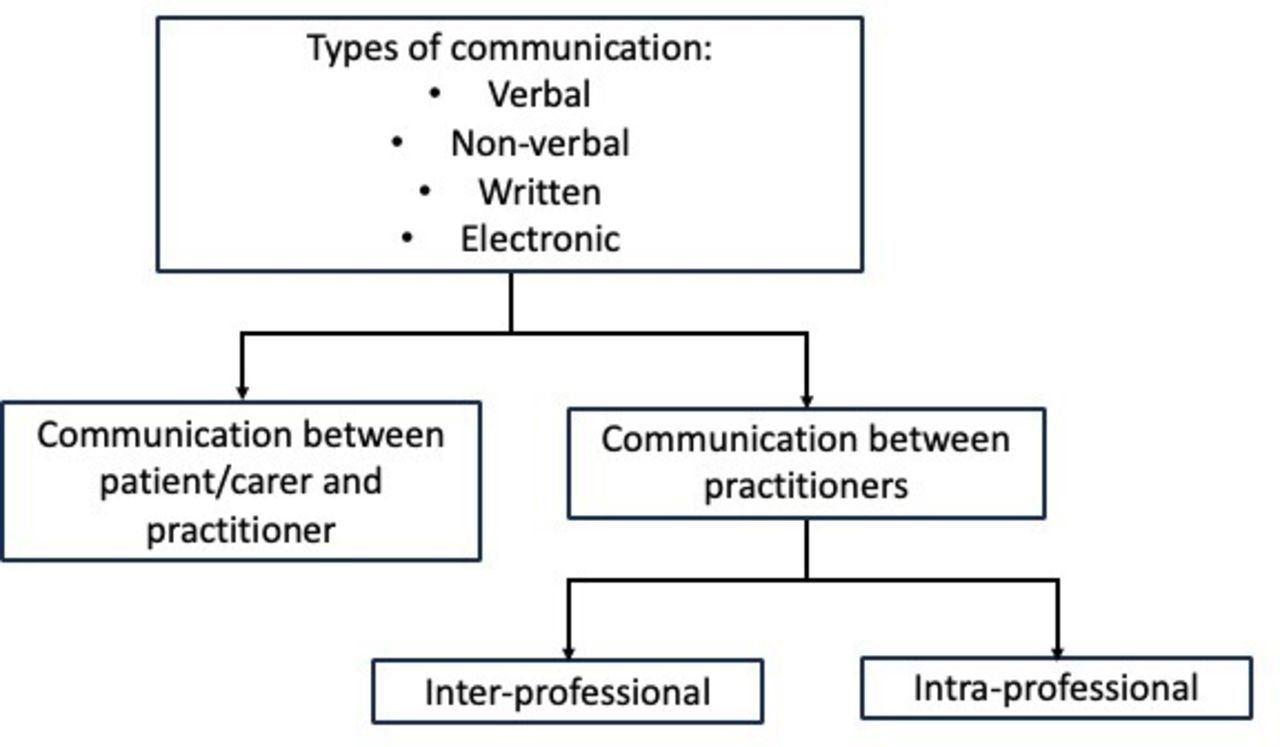 Types of communication:
• Verbal
• Non-verbal
• Written
• Electronic
Communication between
patient/carer and
practitioner
Communication between
practitioners
Inter-professional
Intra-professional